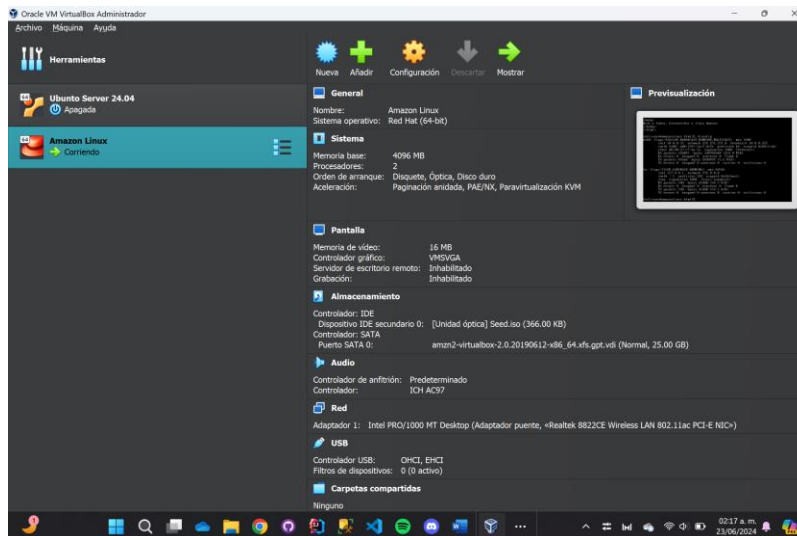 Oracle VM VirtualBox Administrador
Archivo Máquina Ayuda
Herramientas
Nueva Añadir Configuración Descartar Mostrar
Ubunto Server 24.04
Apagada
Amazon Linux
Corriendo
General
Nombre: Amazon Linux
Sistema operativo: Red Hat (64-bit)
Previsualización
Sistema
Memoria base: 4096 MB
Procesadores: 2
Orden de arranque: Disquete, Óptica, Disco duro
Aceleración: Paginación anidada, PAE/NX, Paravirtualización KVM
Pantalla
Memoria de vídeo: 16 MB
Controlador gráfico: VMSVGA
Servidor de escritorio remoto: Inhabilitado
Grabación: Inhabilitado
Almacenamiento
Controlador: IDE
Dispositivo IDE secundario 0: [Unidad óptica] Seed.iso (366.00 KB)
Controlador: SATA
Puerto SATA 0: amzn2-virtualbox-2.0.20190612-x86_64.xfs.gpt.vdi (Normal, 25.00 GB)
Audio
Controlador de anfitrión: Predeterminado
Controlador: ICH AC97
Red
Adaptador 1: Intel PRO/1000 MT Desktop (Adaptador puente, «Realtek 8822CE Wireless LAN 802.11ac PCI-E NIC»)
USB
Controlador USB: OHCI, EHCI
Filtros de dispositivos: 0 (0 activo)
Carpetas compartidas
Ninguno
02:17 a. m.
23/06/2024